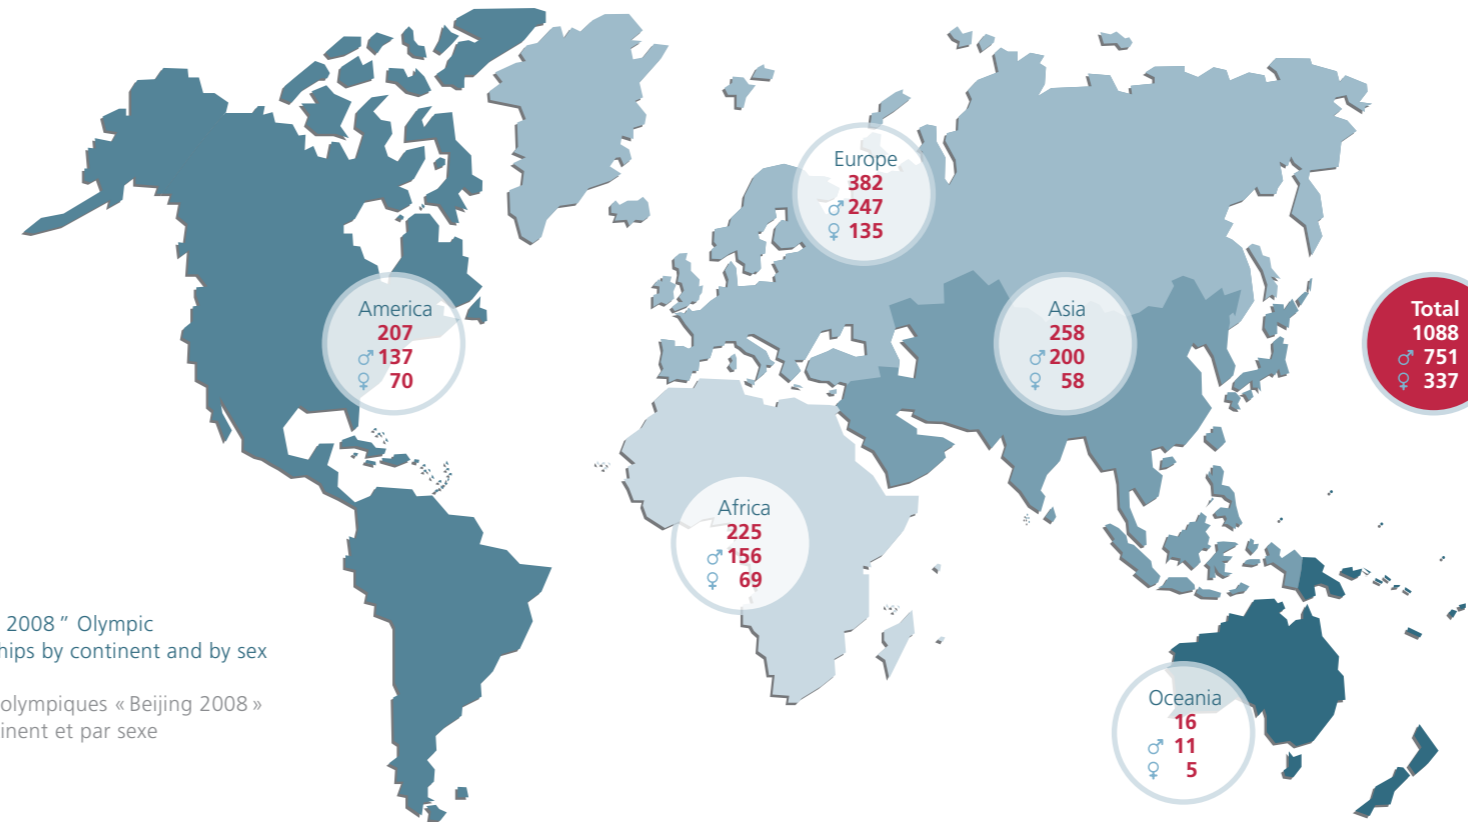 Europe
382
♂ 247
♀ 135
America
207
♂ 137
♀ 70
Asia
258
♂ 200
♀ 58
Total
1088
♂ 751
♀ 337
Africa
225
♂ 156
♀ 69
2008 ” Olympic
hips by continent and by sex
olympiques « Beijing 2008 »
inent et par sexe
Oceania
16
♂ 11
♀ 5